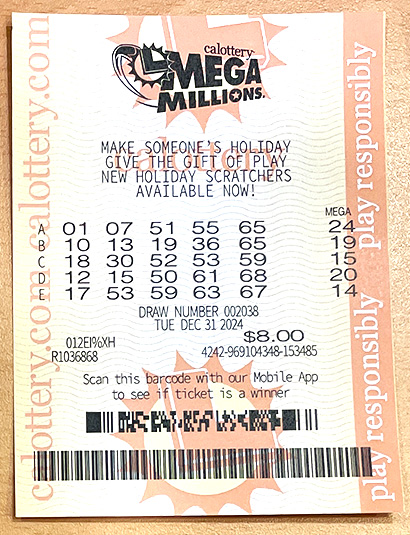 calottery
MEGA
MILLIONS
MAKE SOMEONE'S HOLIDAY
GIVE THE GIFT OF PLAY
NEW HOLIDAY SCRATCHERS
AVAILABLE NOW!
MEGA
A 01 07 51 55 65 24
B 10 13 19 36 65 19
C 18 30 52 53 59 15
D 12 15 50 61 68 20
E 17 53 59 63 67 14
DRAW NUMBER 002038
TUE DEC 31 2024
$8.00
012EI%XH
R1036868 4242-969104348-153485
Scan this barcode with our Mobile App
to see if ticket is a winner
calottery.com calottery.com
play responsibly play responsibly